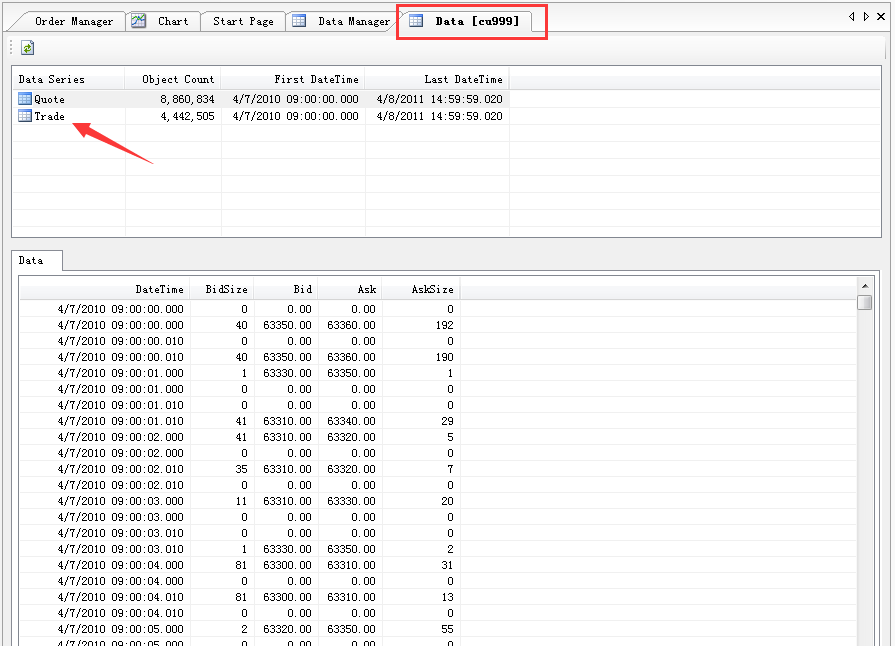 Order Manager Chart Start Page Data Manager Data [cu999]
Data Series Object Count First DateTime Last DateTime
Quote 8,860,834 4/7/2010 09:00:00.000 4/8/2011 14:59:59.020
Trade 4,442,505 4/7/2010 09:00:00.000 4/8/2011 14:59:59.020
Data
DateTime BidSize Bid Ask AskSize
4/7/2010 09:00:00.000 0 0.00 0.00 0
4/7/2010 09:00:00.000 40 63350.00 63360.00 192
4/7/2010 09:00:00.010 0 0.00 0.00 0
4/7/2010 09:00:00.010 40 63350.00 63360.00 190
4/7/2010 09:00:01.000 1 63330.00 63350.00 1
4/7/2010 09:00:01.000 0 0.00 0.00 0
4/7/2010 09:00:01.010 0 0.00 0.00 0
4/7/2010 09:00:01.010 41 63310.00 63340.00 29
4/7/2010 09:00:02.000 41 63310.00 63320.00 5
4/7/2010 09:00:02.000 0 0.00 0.00 0
4/7/2010 09:00:02.010 35 63310.00 63320.00 7
4/7/2010 09:00:02.010 0 0.00 0.00 0
4/7/2010 09:00:03.000 11 63310.00 63330.00 20
4/7/2010 09:00:03.000 0 0.00 0.00 0
4/7/2010 09:00:03.010 0 0.00 0.00 0
4/7/2010 09:00:03.010 1 63330.00 63350.00 2
4/7/2010 09:00:04.000 81 63300.00 63310.00 31
4/7/2010 09:00:04.000 0 0.00 0.00 0
4/7/2010 09:00:04.010 81 63300.00 63310.00 13
4/7/2010 09:00:04.010 0 0.00 0.00 0
4/7/2010 09:00:05.000 2 63320.00 63350.00 55
4/7/2010 09:00:05.000 0 0.00 0.00 0